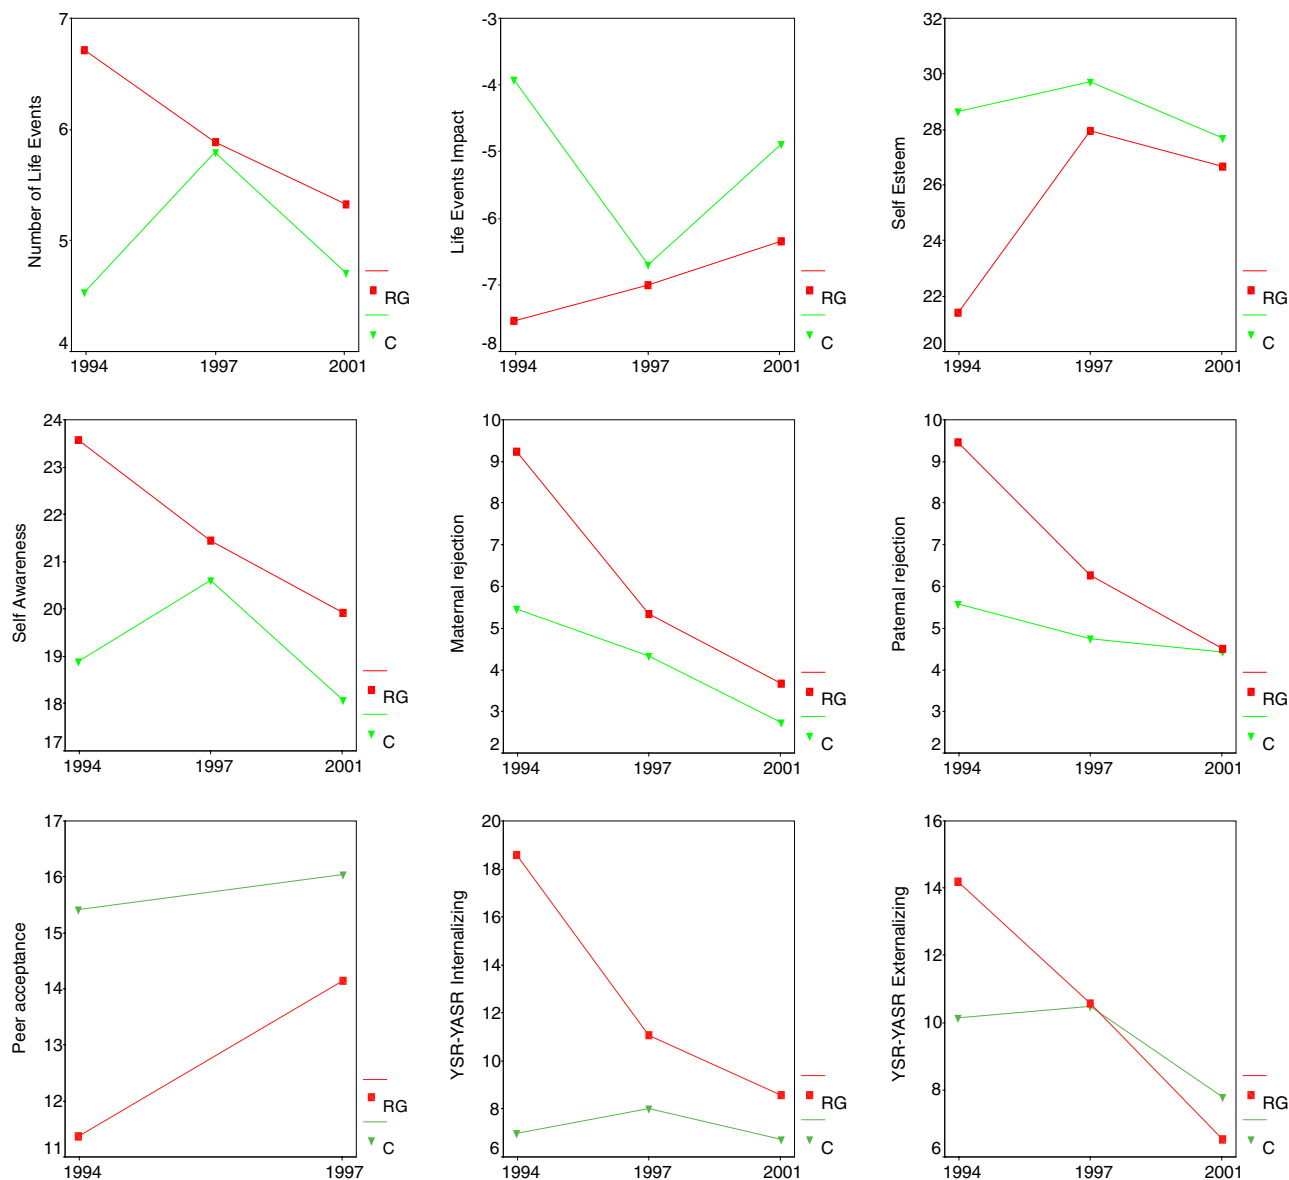 Number of Life Events
7
6
5
4
1994 1997 2001
RG
C
Life Events Impact
-3
-4
-5
-6
-7
-8
1994 1997 2001
RG
C
Self Esteem
32
30
28
26
24
22
20
1994 1997 2001
RG
C
Self Awareness
24
23
22
21
20
19
18
17
1994 1997 2001
RG
C
Maternal rejection
10
9
8
7
6
5
4
3
2
1994 1997 2001
RG
C
Paternal rejection
10
9
8
7
6
5
4
3
2
1994 1997 2001
RG
C
Peer acceptance
17
16
15
14
13
12
11
1994 1997
RG
C
YSR-YASR Internalizing
20
18
16
14
12
10
8
6
1994 1997 2001
RG
C
YSR-YASR Externalizing
16
14
12
10
8
6
1994 1997 2001
RG
C